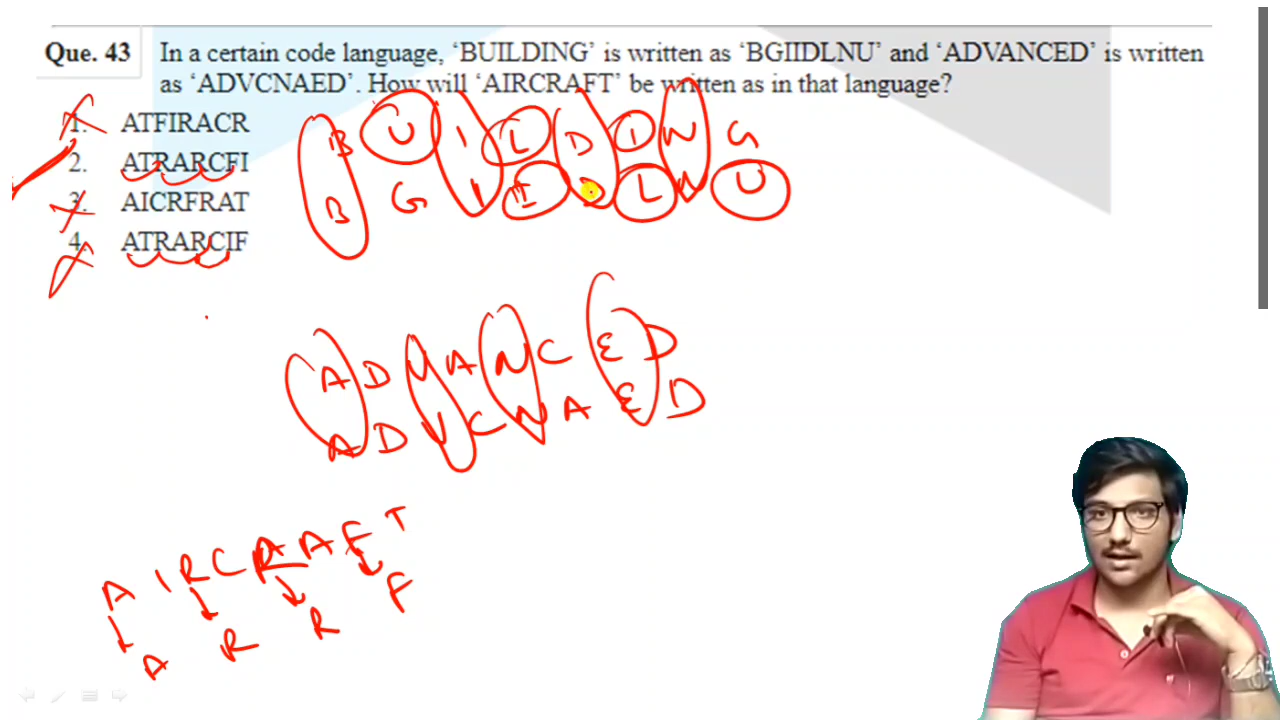 Que. 43 In a certain code language, ‘BUILDING’ is written as ‘BGIIDLNU’ and ‘ADVANCED’ is written
as ‘ADVCNAED’. How will ‘AIRCRAFT’ be written as in that language?
1. ATFIRACR
2. ATRARCFI
3. AICRFRAT
4. ATRARCIF
B U I L D I N G
B G I I D L N U
A D V A N C E D
A D V C N A E D
A I R C R A F T
A R R F